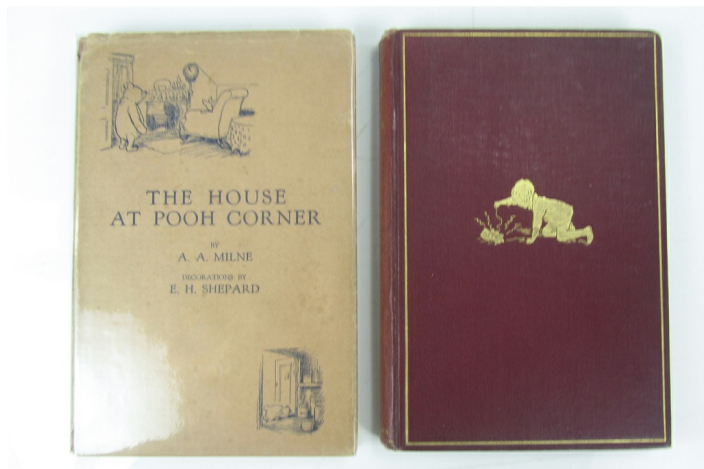 THE HOUSE
AT POOH CORNER
BY
A. A. MILNE
DECORATIONS BY
E. H. SHEPARD